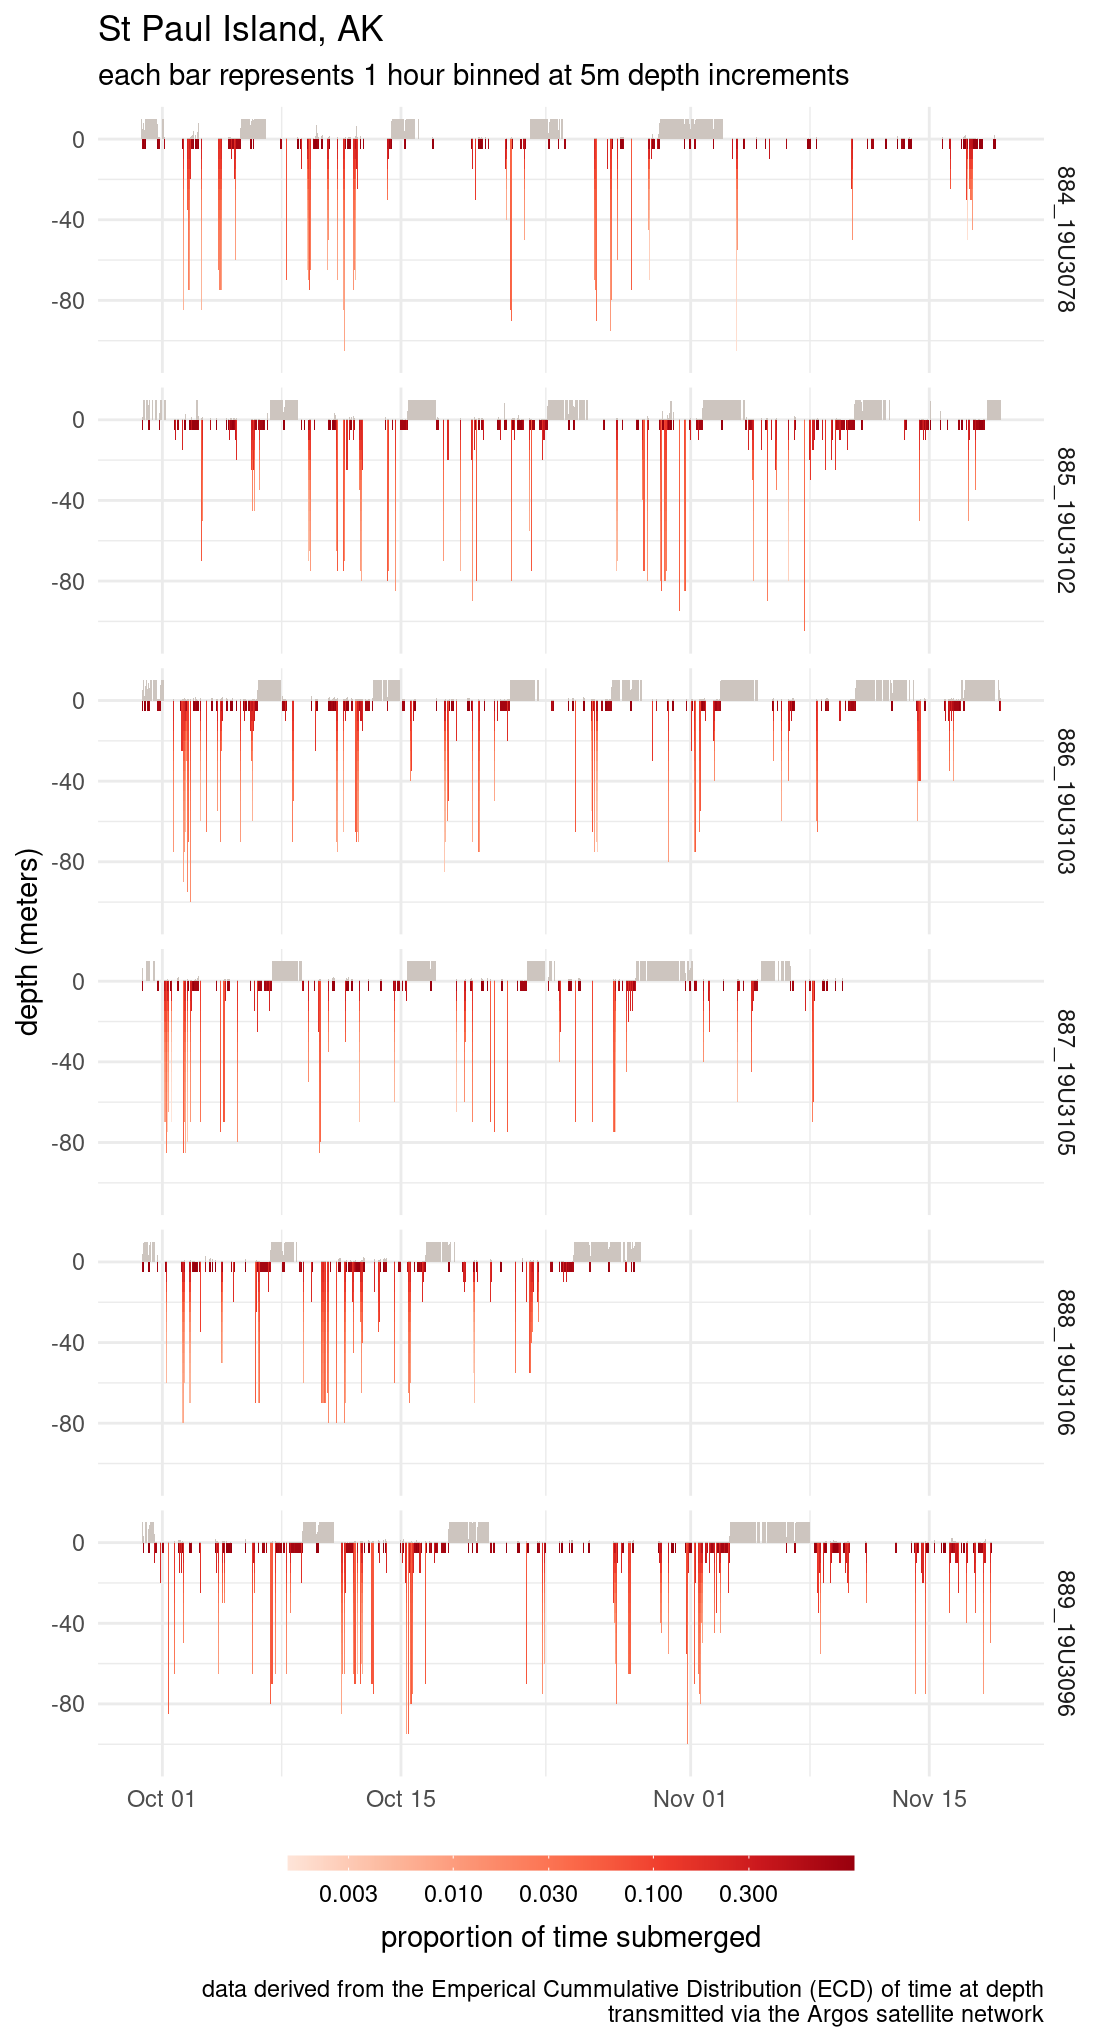 St Paul Island, AK
each bar represents 1 hour binned at 5m depth increments
0
-40
-80
884_19U3078
0
-40
-80
885_19U3102
0
-40
-80
886_19U3103
depth (meters)
0
-40
-80
887_19U3105
0
-40
-80
888_19U3106
0
-40
-80
889_19U3096
Oct 01 Oct 15 Nov 01 Nov 15
0.003 0.010 0.030 0.100 0.300
proportion of time submerged
data derived from the Emperical Cummulative Distribution (ECD) of time at depth
transmitted via the Argos satellite network